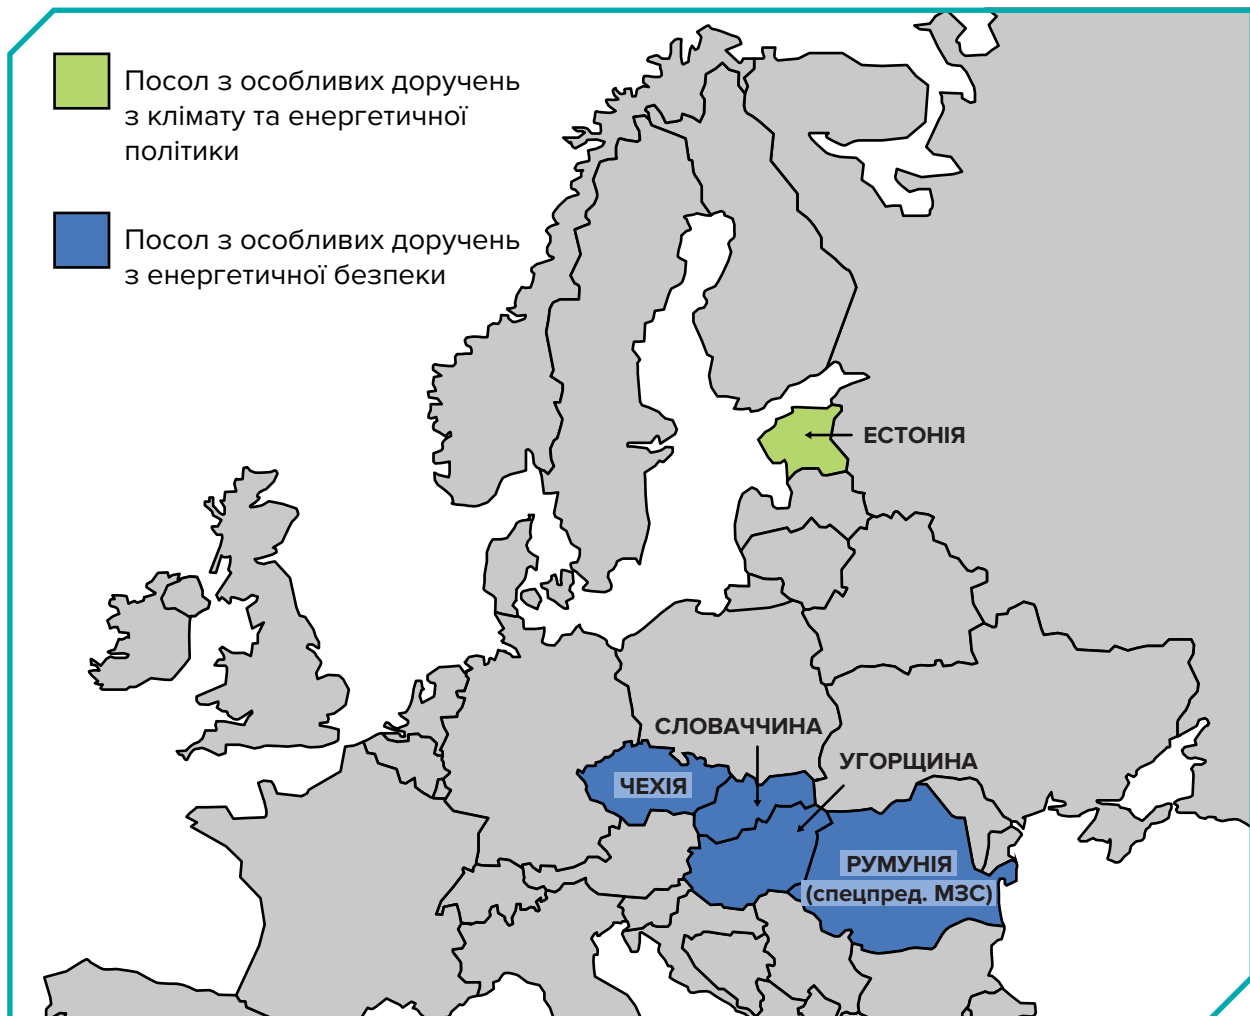 Посол з особливих доручень
з клімату та енергетичної
політики
Посол з особливих доручень
з енергетичної безпеки
ЕСТОНІЯ
СЛОВАЧЧИНА
УГОРЩИНА
ЧЕХІЯ
РУМУНІЯ
(спецпред. МЗС)